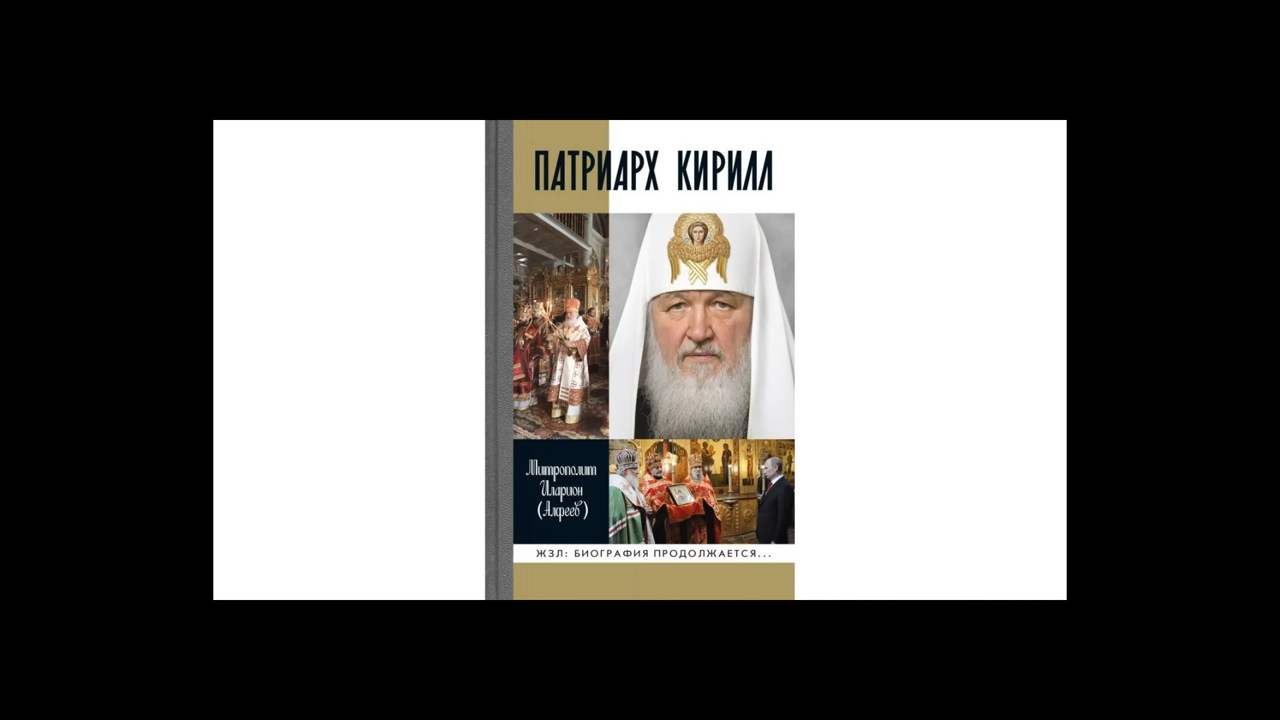 ПАТРИАРХ КИРИЛЛ
Митрополит
Иларион
(Алфеев)
ЖЗЛ: БИОГРАФИЯ ПРОДОЛЖАЕТСЯ...